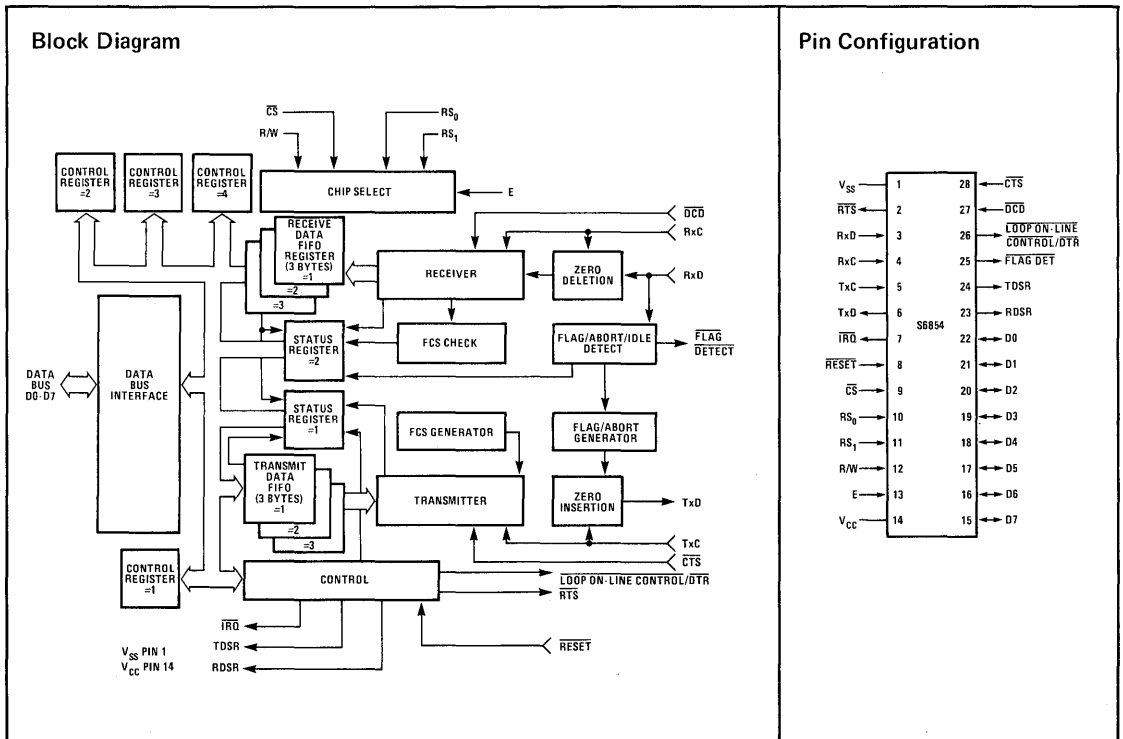 Block Diagram
CS
R/W
RS0
RS1
CONTROL
REGISTER
=2
CONTROL
REGISTER
=3
CONTROL
REGISTER
=4
CHIP SELECT
E
RECEIVE
DATA
FIFO
REGISTER
(3 BYTES)
=1
=2
=3
RECEIVER
ZERO
DELETION
DCD
RxC
RxD
STATUS
REGISTER
=2
FCS CHECK
FLAG/ABORT/IDLE
DETECT
FLAG
DETECT
DATA
BUS
D0-D7
DATA
BUS
INTERFACE
STATUS
REGISTER
=1
FCS GENERATOR
FLAG/ABORT
GENERATOR
TRANSMIT
DATA
FIFO
(3 BYTES)
=1
=2
=3
TRANSMITTER
ZERO
INSERTION
TxD
TxC
CTS
CONTROL
REGISTER
=1
CONTROL
LOOP ON-LINE CONTROL/DTR
RTS
IRQ
TDSR
RDSR
RESET
VSS PIN 1
VCC PIN 14
Pin Configuration
VSS 1 28 CTS
RTS 2 27 DCD
RxD 3 26 LOOP ON-LINE
CONTROL/DTR
RxC 4 25 FLAG DET
TxC 5 24 TDSR
TxD 6 23 RDSR
S6854
IRQ 7 22 D0
RESET 8 21 D1
CS 9 20 D2
RS0 10 19 D3
RS1 11 18 D4
R/W 12 17 D5
E 13 16 D6
VCC 14 15 D7